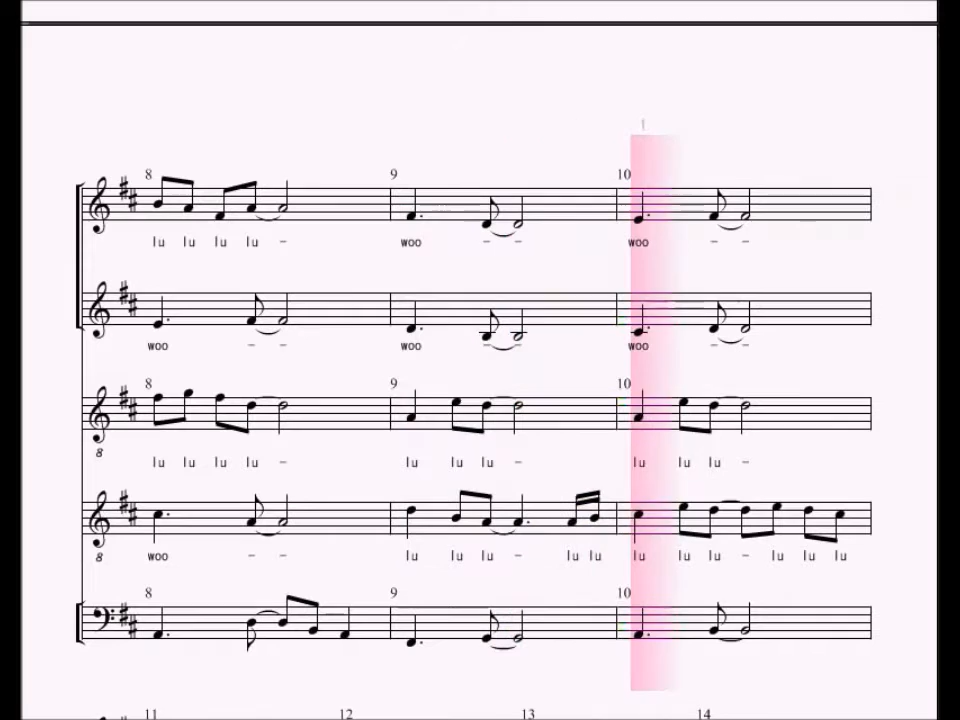 8 9 10
lu lu lu lu - woo - - woo - -
woo - - woo - - woo - -
8 9 10
8
lu lu lu lu - lu lu lu - lu lu lu -
8
woo - - lu lu lu - lu lu lu lu lu - lu lu lu
8 9 10
11 12 13 14